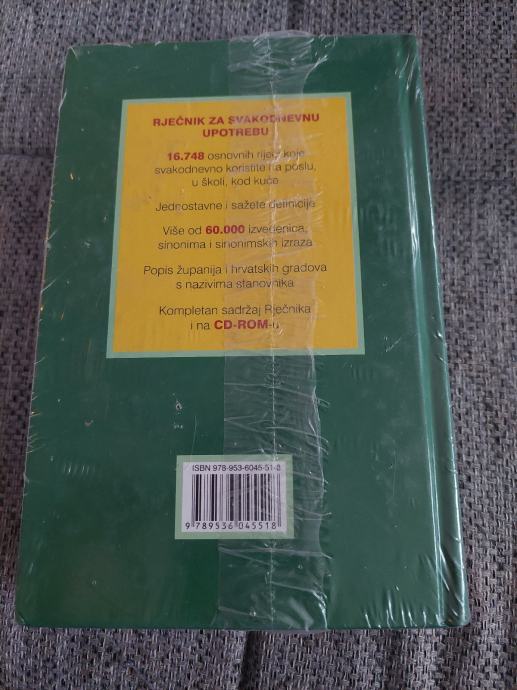 RJEČNIK ZA SVAKODNEVNU
UPOTREBU
16.748 osnovnih riječi koje
svakodnevno koristite na poslu,
u školi, kod kuće
Jednostavne i sažete definicije
Više od 60.000 izvedenica,
sinonima i sinonimskih izraza
Popis županija i hrvatskih gradova
s nazivima stanovnika
Kompletan sadržaj Rječnika
i na CD-ROM-u
ISBN 978-953-6045-51-8
9 789536 045518